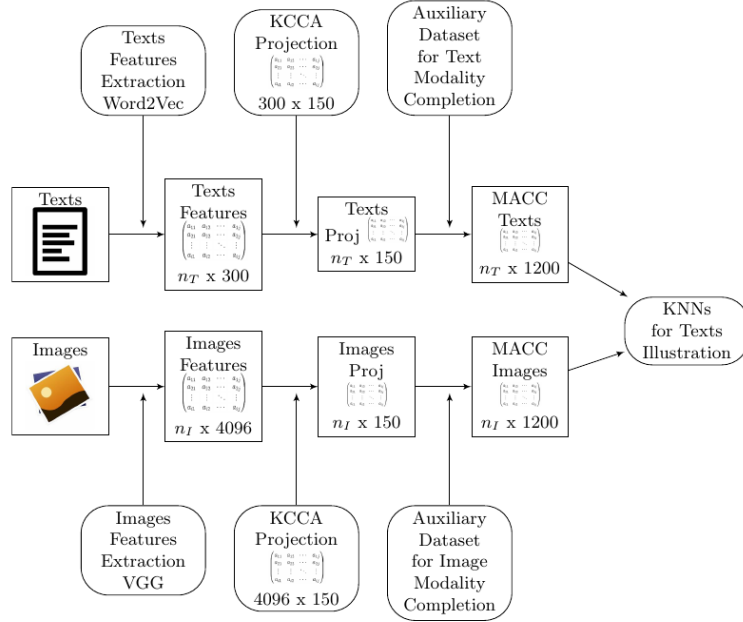 Texts
Features
Extraction
Word2Vec
KCCA
Projection
300 x 150
Auxiliary
Dataset
for Text
Modality
Completion
Texts
Texts
Features
n_T x 300
Texts
Proj
n_T x 150
MACC
Texts
n_T x 1200
KNNs
for Texts
Illustration
Images
Images
Features
n_I x 4096
Images
Proj
n_I x 150
MACC
Images
n_I x 1200
Images
Features
Extraction
VGG
KCCA
Projection
4096 x 150
Auxiliary
Dataset
for Image
Modality
Completion